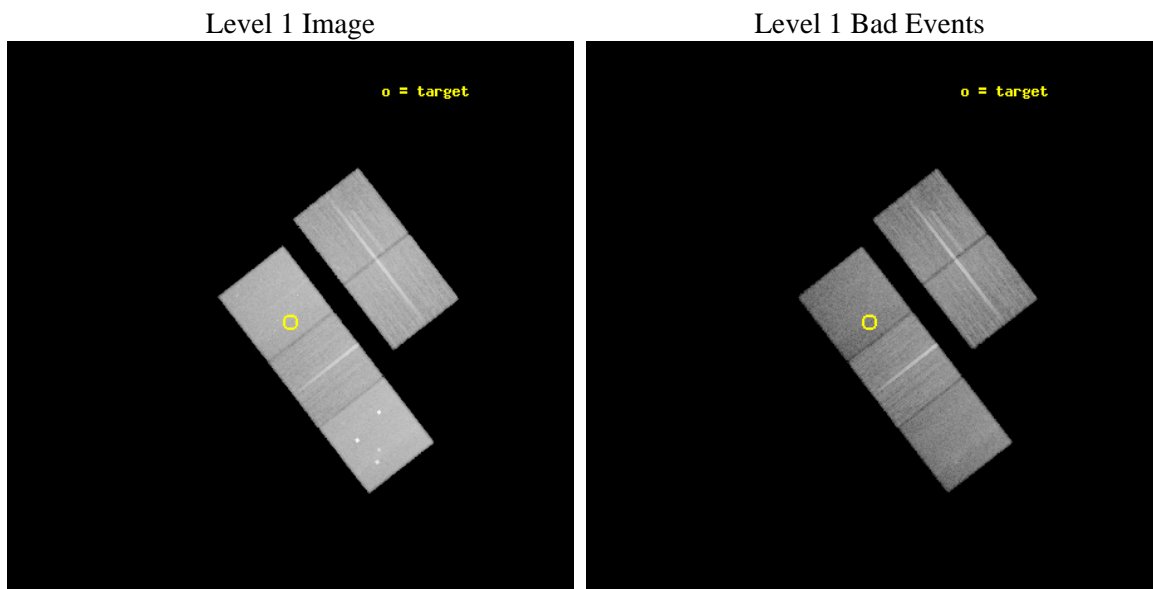 Level 1 Image
Level 1 Bad Events
o = target
o = target